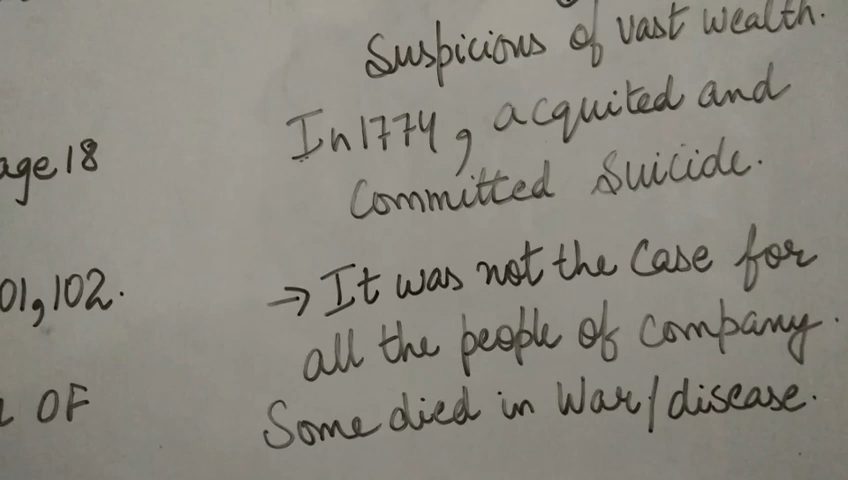 Suspicious of vast wealth.
In 1774, acquited and
committed suicide.
→ It was not the case for
all the people of company.
Some died in War/disease.
age 18
01, 102.
OF